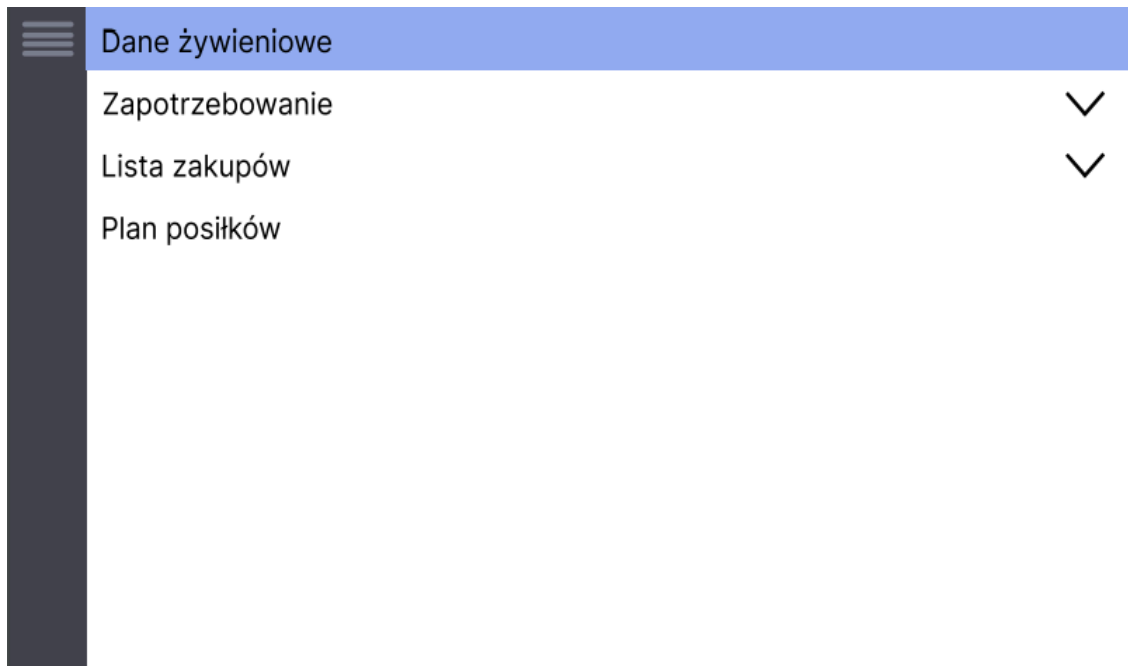 Dane żywieniowe
Zapotrzebowanie
Lista zakupów
Plan posiłków